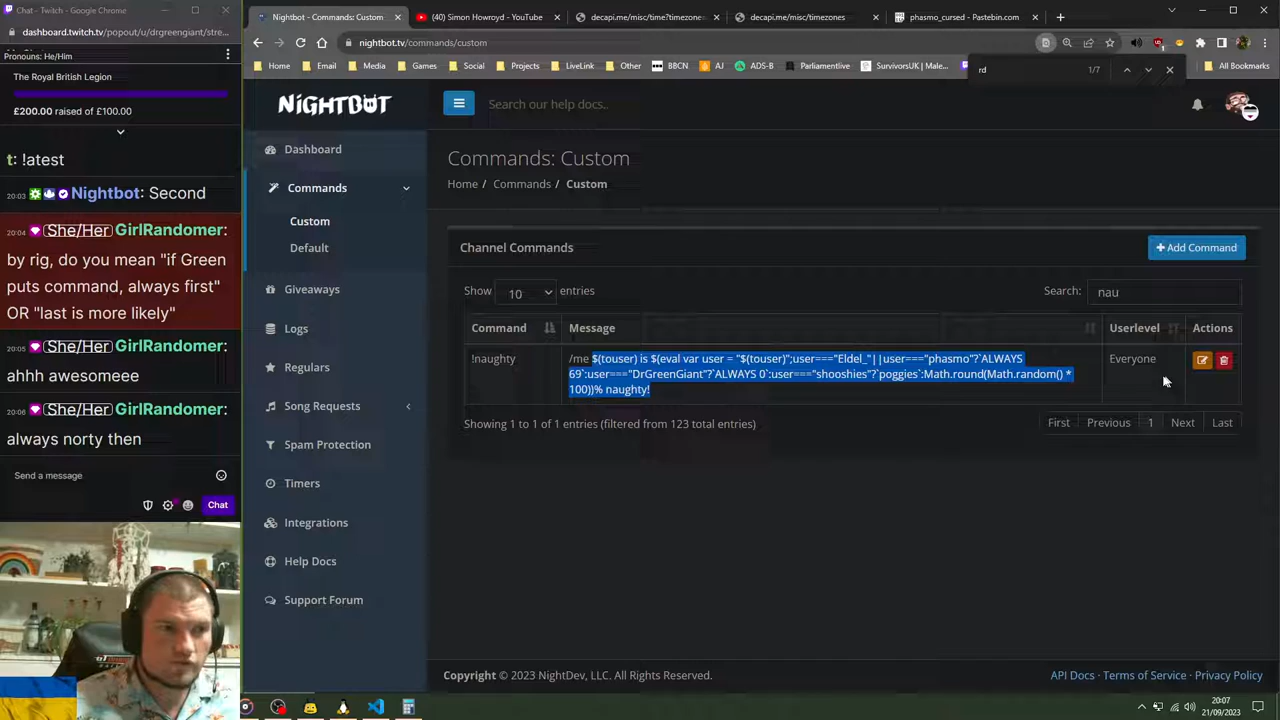 Chat - Twitch - Google Chrome
dashboard.twitch.tv/popout/u/drgreengiant/stre...
Pronouns: He/Him
The Royal British Legion
£200.00 raised of £100.00
t: !atest
20:03 Nightbot: Second
20:04 She/Her GirlRandomer:
by rig, do you mean "if Green
puts command, always first"
OR "last is more likely"
20:05 She/Her GirlRandomer:
ahhh awesomeee
20:06 She/Her GirlRandomer:
always norty then
Send a message
Chat
Nightbot - Commands: Custom
(40) Simon Howroyd - YouTube
decapi.me/misc/time?timezone=
decapi.me/misc/timezones
phasmo_cursed - Pastebin.com
nightbot.tv/commands/custom
rd
1/7
Home
Email
Media
Games
Social
Projects
LiveLink
Other
BBCN
AJ
ADS-B
Parliamentlive
SurvivorsUK | Male...
All Bookmarks
NIGHTBOT
Search our help docs..
Dashboard
Commands
Custom
Default
Giveaways
Logs
Regulars
Song Requests
Spam Protection
Timers
Integrations
Help Docs
Support Forum
Commands: Custom
Home / Commands / Custom
Channel Commands
Add Command
Show 10 entries
Search: nau
Command
Message
Userlevel
Actions
!naughty
/me $(touser) is $(eval var user = "$(touser)";user==="Eldel_"||user==="phasmo"?`ALWAYS
69`:user==="DrGreenGiant"?`ALWAYS 0`:user==="shooshies"?`poggies`:Math.round(Math.random() *
100))% naughty!
Everyone
Showing 1 to 1 of 1 entries (filtered from 123 total entries)
First
Previous
1
Next
Last
Copyright © 2023 NightDev, LLC. All Rights Reserved.
API Docs - Terms of Service - Privacy Policy
20:07
/09/2023